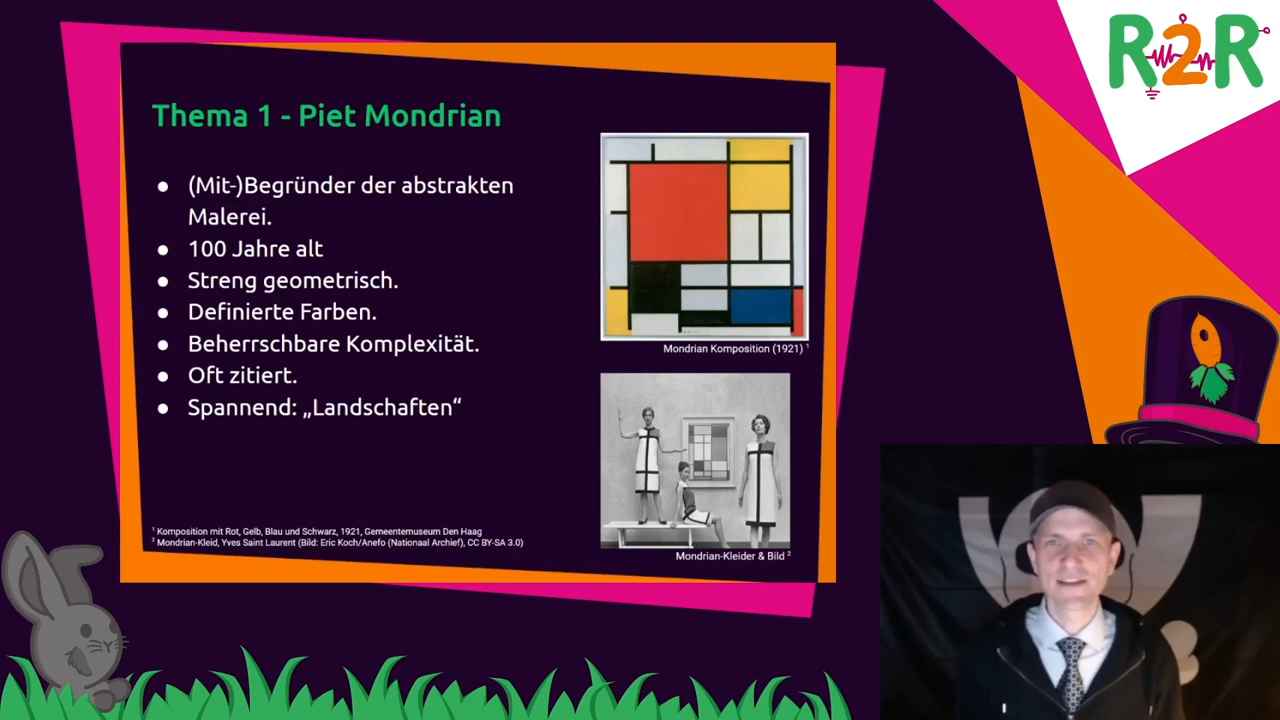 R2R
Thema 1 - Piet Mondrian
● (Mit-)Begründer der abstrakten
Malerei.
● 100 Jahre alt
● Streng geometrisch.
● Definierte Farben.
● Beherrschbare Komplexität.
● Oft zitiert.
● Spannend: „Landschaften“
Mondrian Komposition (1921) ¹
Mondrian-Kleider & Bild ²
¹ Komposition mit Rot, Gelb, Blau und Schwarz, 1921, Gemeentemuseum Den Haag
² Mondrian-Kleid, Yves Saint Laurent (Bild: Eric Koch/Anefo (Nationaal Archief), CC BY-SA 3.0)